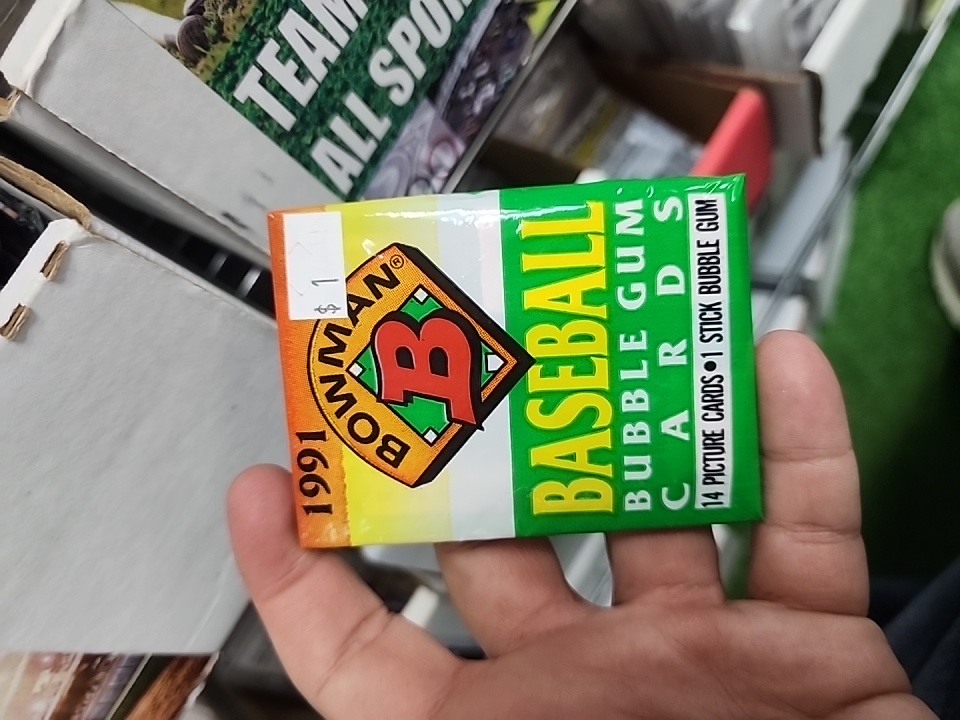 TEAM
ALL SPOR
$1
1991
BOWMAN®
B
BASEBALL
BUBBLE GUM
CARDS
14 PICTURE CARDS • 1 STICK BUBBLE GUM